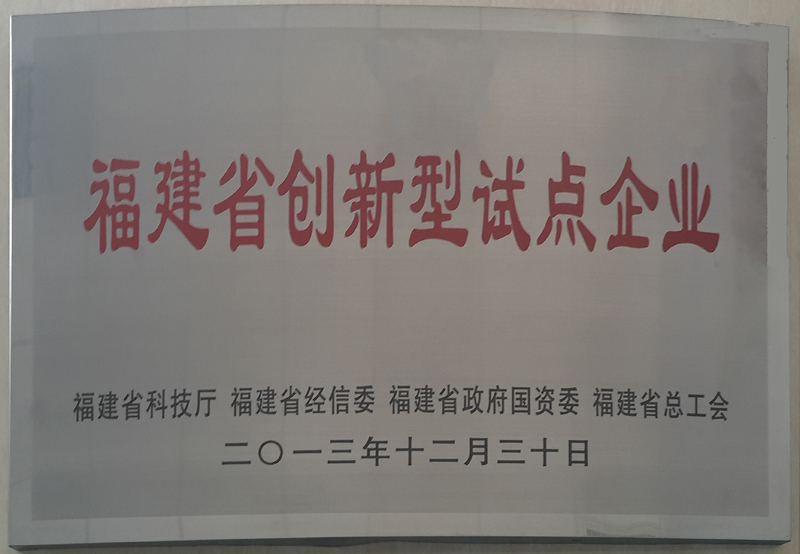 福建省创新型试点企业
福建省科技厅 福建省经信委 福建省政府国资委 福建省总工会
二〇一三年十二月三十日